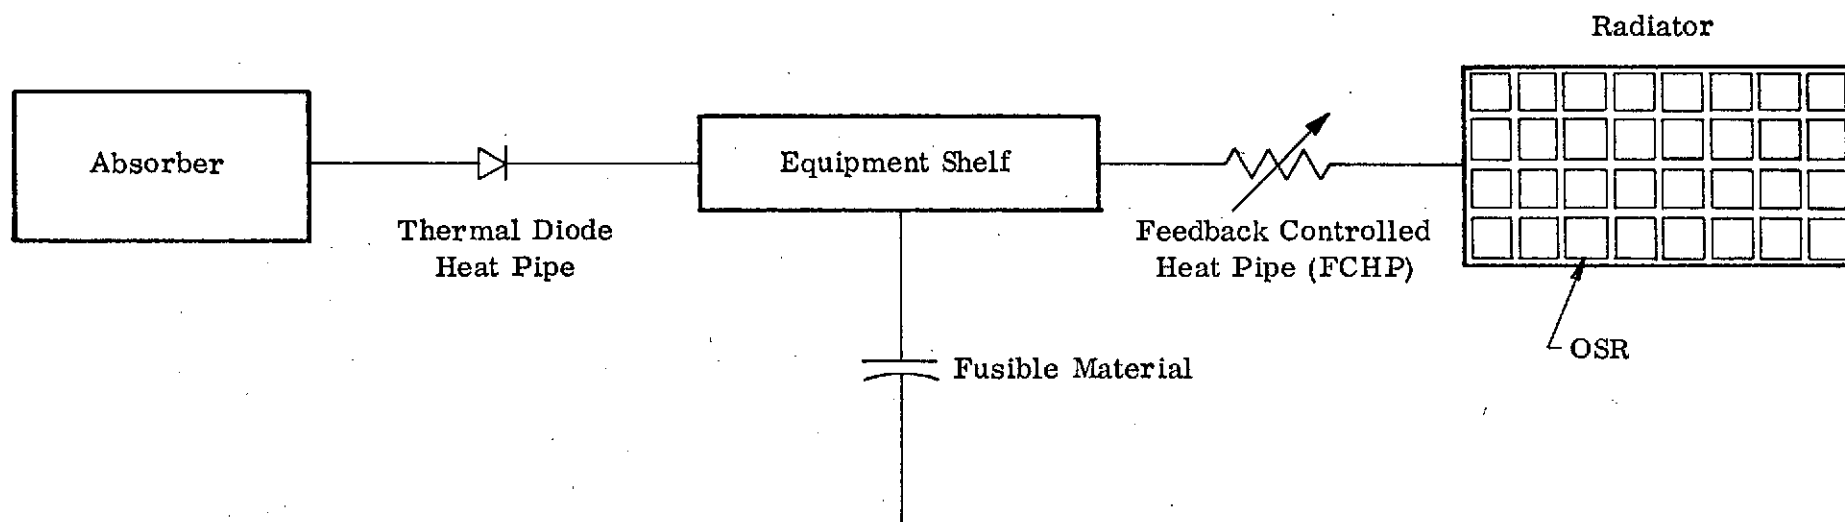 Radiator
Absorber
Equipment Shelf
Thermal Diode
Heat Pipe
Feedback Controlled
Heat Pipe (FCHP)
OSR
Fusible Material